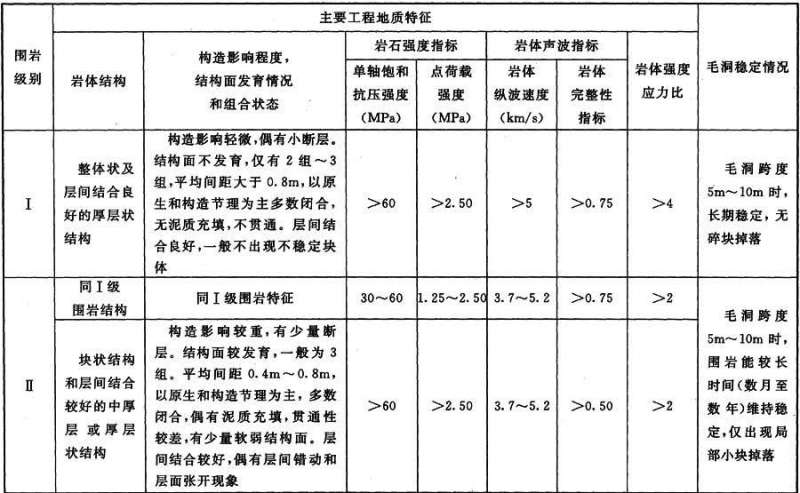 围岩
级别
主要工程地质特征
毛洞稳定情况
岩体结构
构造影响程度,
结构面发育情况
和组合状态
岩石强度指标
岩体声波指标
岩体强度
应力比
单轴饱和
抗压强度
(MPa)
点荷载
强度
(MPa)
岩体
纵波速度
(km/s)
岩体
完整性
指标
Ⅰ
整体状及
层间结合良
好的厚层状
结构
构造影响轻微,偶有小断层。
结构面不发育,仅有 2 组～3
组,平均间距大于 0.8m,以原
生和构造节理为主多数闭合,
无泥质充填,不贯通。层间结
合良好,一般不出现不稳定块
体
>60
>2.50
>5
>0.75
>4
毛洞跨度
5m～10m 时,
长期稳定,无
碎块掉落
Ⅱ
同Ⅰ级
围岩结构
同Ⅰ级围岩特征
30～60
1.25～2.50
3.7～5.2
>0.75
>2
块状结构
和层间结合
较好的中厚
层 或 厚 层
状结构
构造影响较重,有少量断
层。结构面较发育,一般为 3
组。平均间距 0.4m～0.8m,
以原生和构造节理为主,多数
闭合,偶有泥质充填,贯通性
较差,有少量软弱结构面。层
间结合较好,偶有层间错动和
层面张开现象
>60
>2.50
3.7～5.2
>0.50
>2
毛洞跨度
5m～10m 时,
围岩能较长
时间(数月至
数年)维持稳
定,仅出现局
部小块掉落